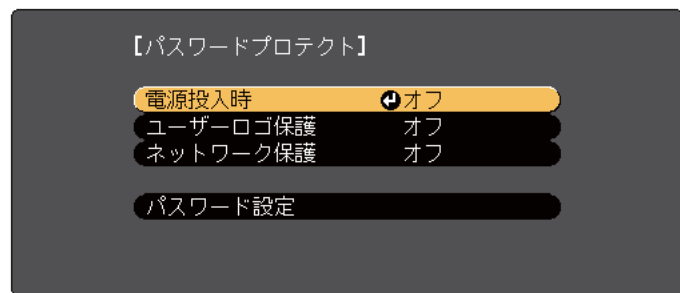 【パスワードプロテクト】
電源投入時 オフ
ユーザーロゴ保護 オフ
ネットワーク保護 オフ
パスワード設定